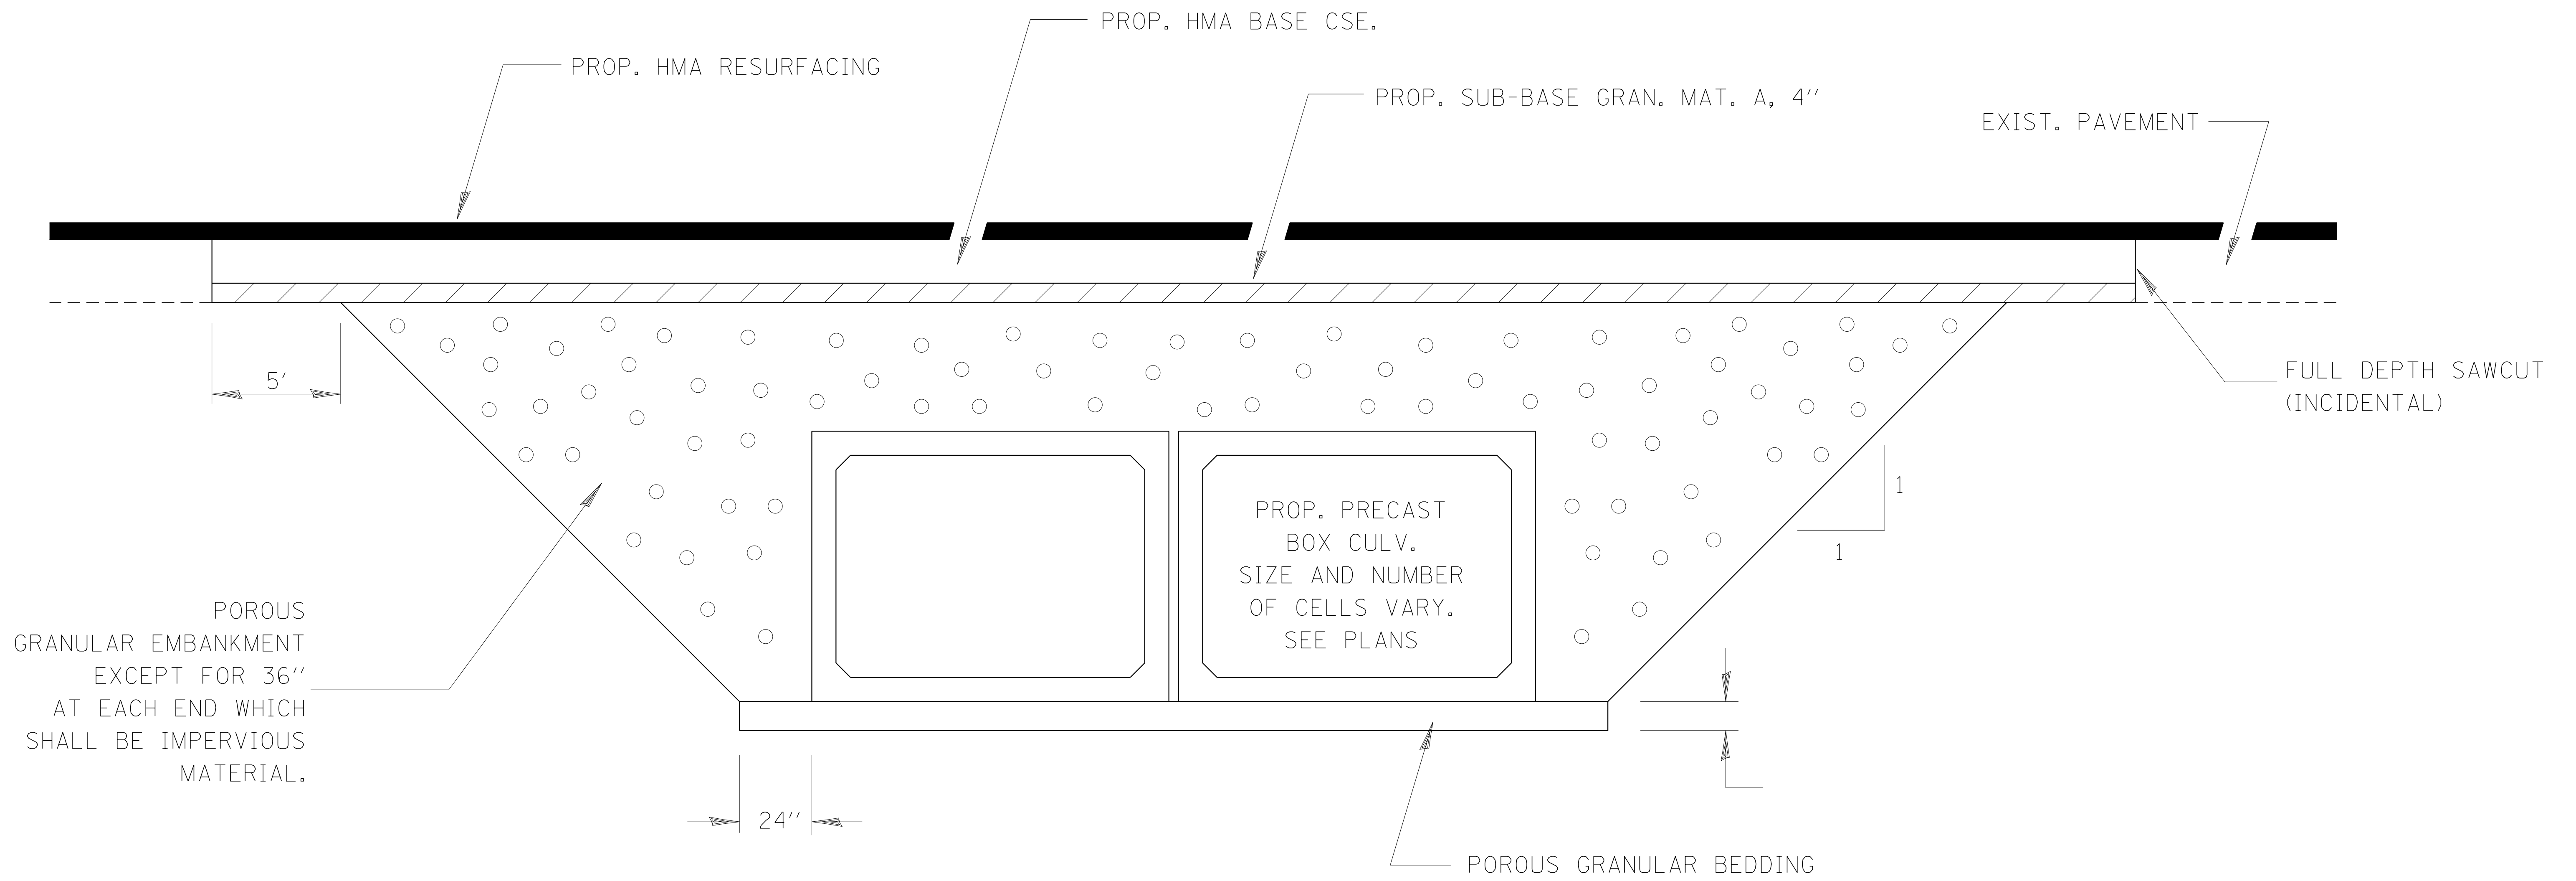 PROP. HMA BASE CSE.
PROP. HMA RESURFACING
PROP. SUB-BASE GRAN. MAT. A, 4''
EXIST. PAVEMENT
5'
FULL DEPTH SAWCUT
(INCIDENTAL)
1
1
PROP. PRECAST
BOX CULV.
SIZE AND NUMBER
OF CELLS VARY.
SEE PLANS
POROUS
GRANULAR EMBANKMENT
EXCEPT FOR 36''
AT EACH END WHICH
SHALL BE IMPERVIOUS
MATERIAL.
24''
POROUS GRANULAR BEDDING